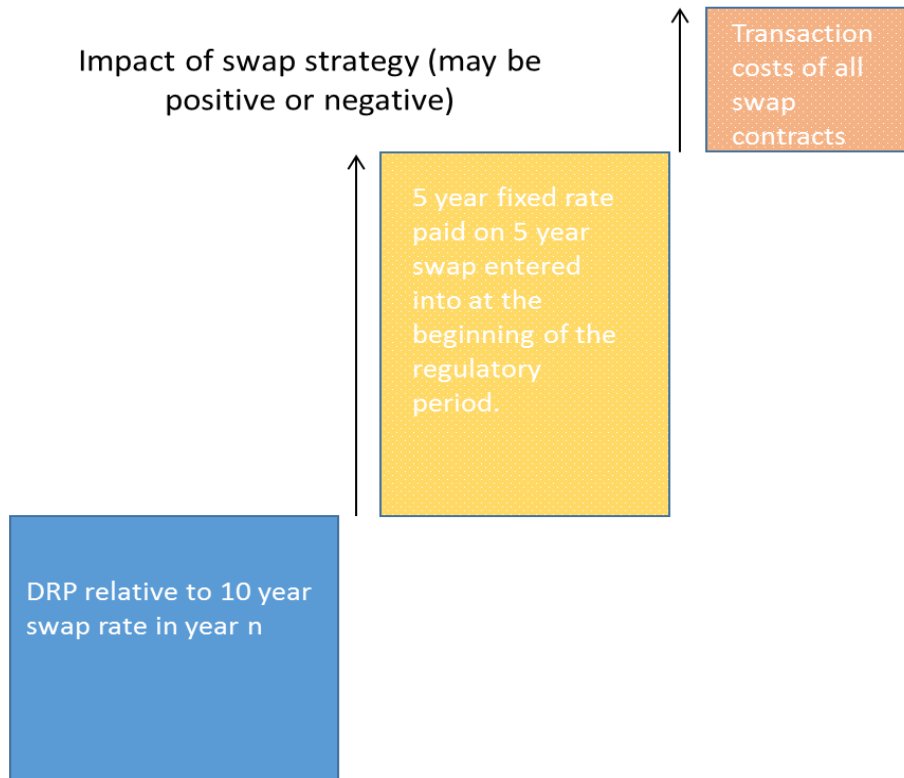 Impact of swap strategy (may be
positive or negative)
Transaction
costs of all
swap
contracts
5 year fixed rate
paid on 5 year
swap entered
into at the
beginning of the
regulatory
period.
DRP relative to 10 year
swap rate in year n